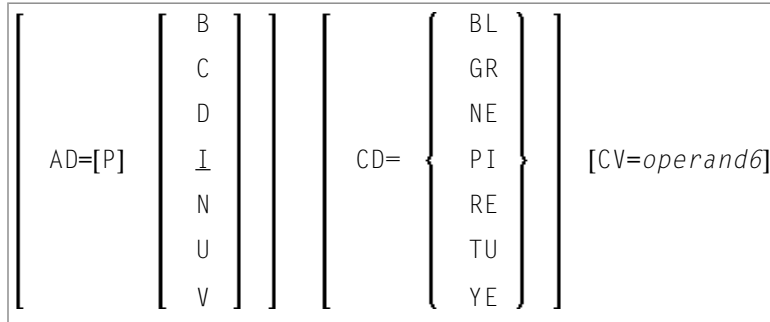 B BL
C GR
D NE
AD=[P] I CD= PI [CV=operand6]
N RE
U TU
V YE